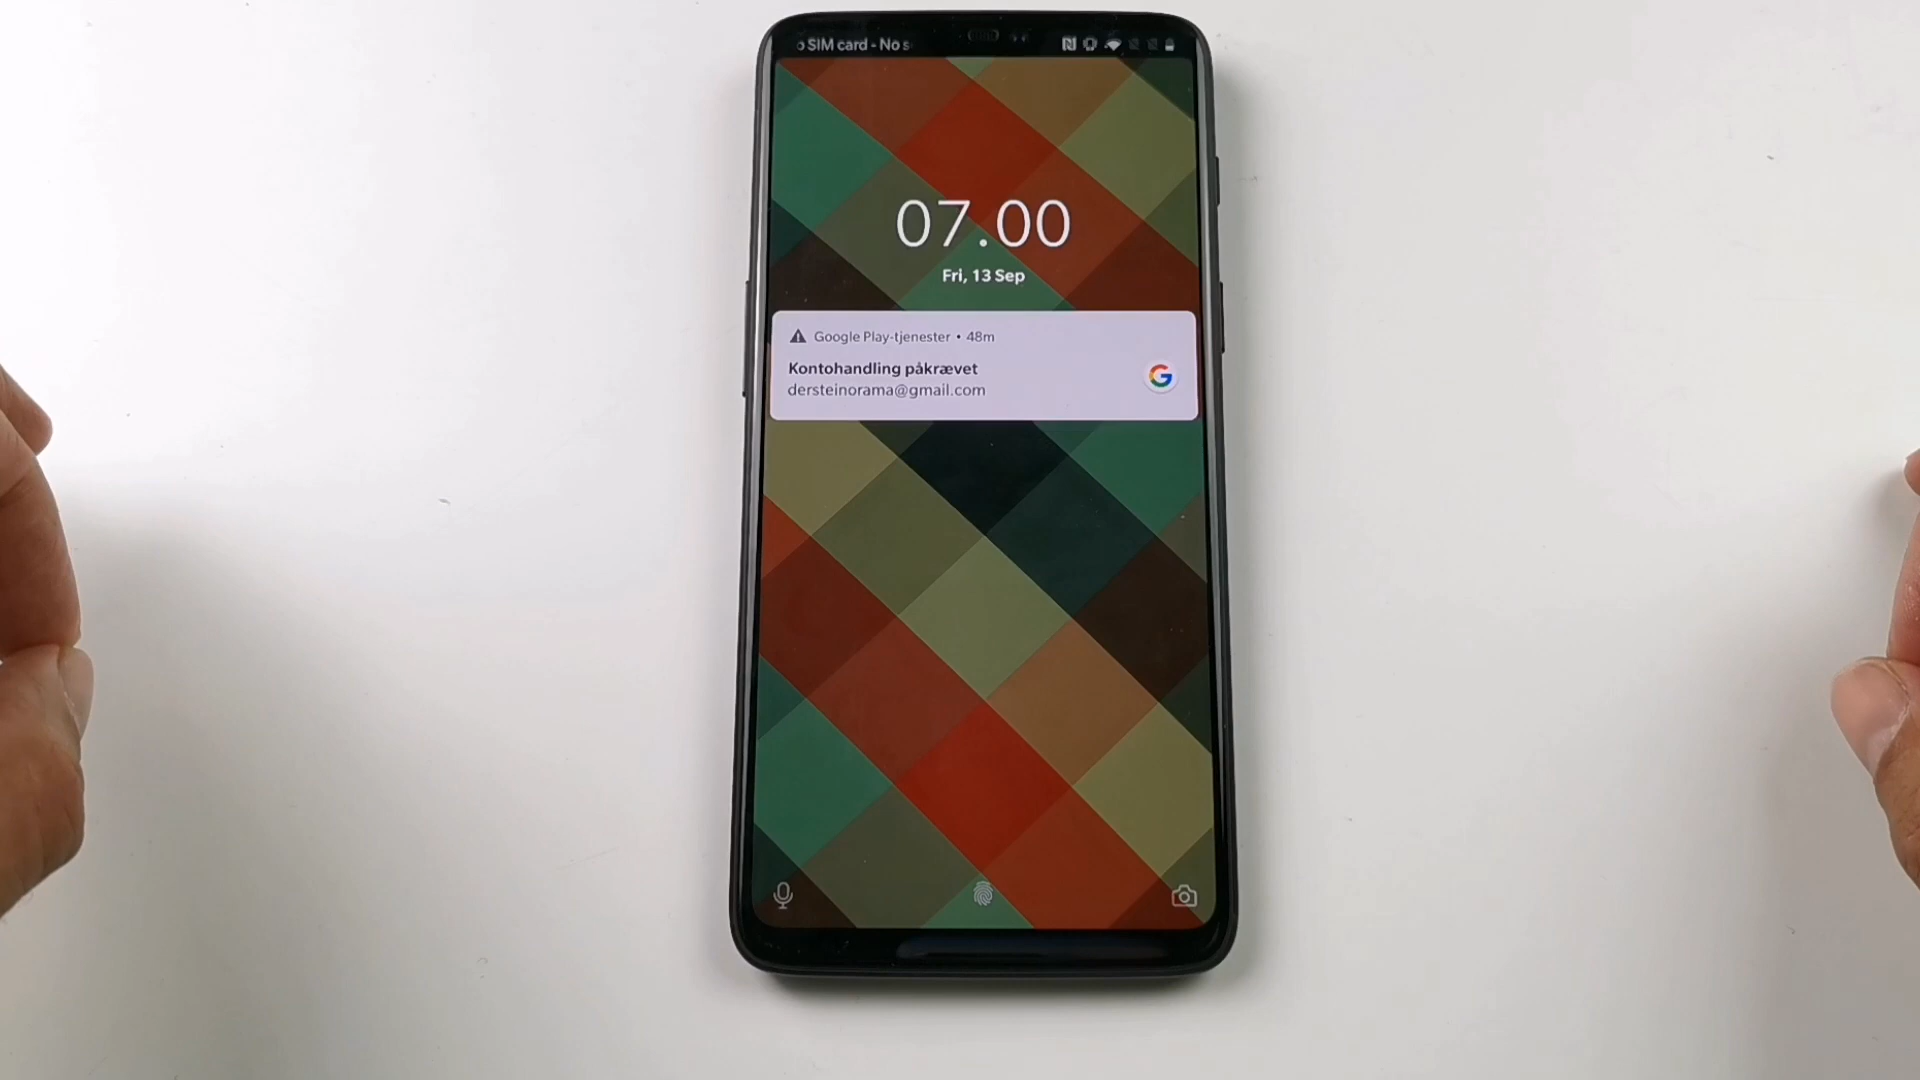 SIM card - No s
07.00
Fri, 13 Sep
Google Play-tjenester • 48m
Kontohandling påkrævet
dersteinorama@gmail.com